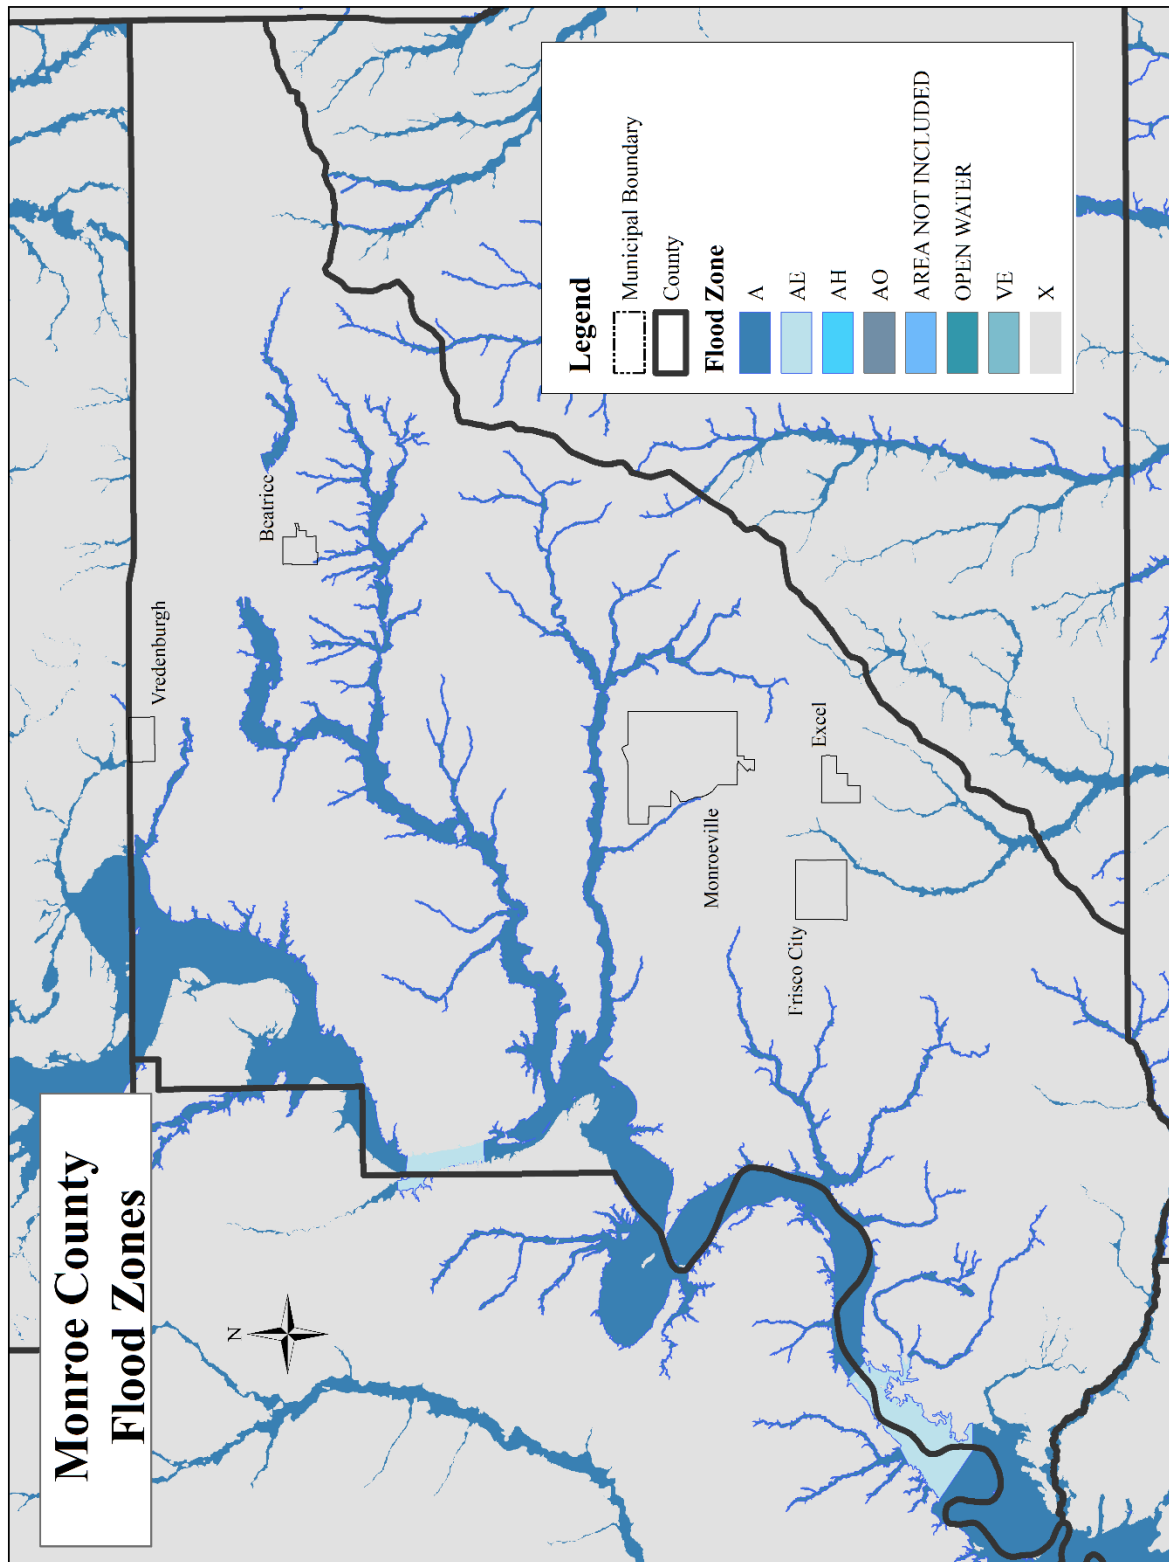 Monroe County
Flood Zones
N
Vredenburgh
Beatrice
Monroeville
Excel
Frisco City
Legend
Municipal Boundary
County
Flood Zone
A
AE
AH
AO
AREA NOT INCLUDED
OPEN WATER
VE
X